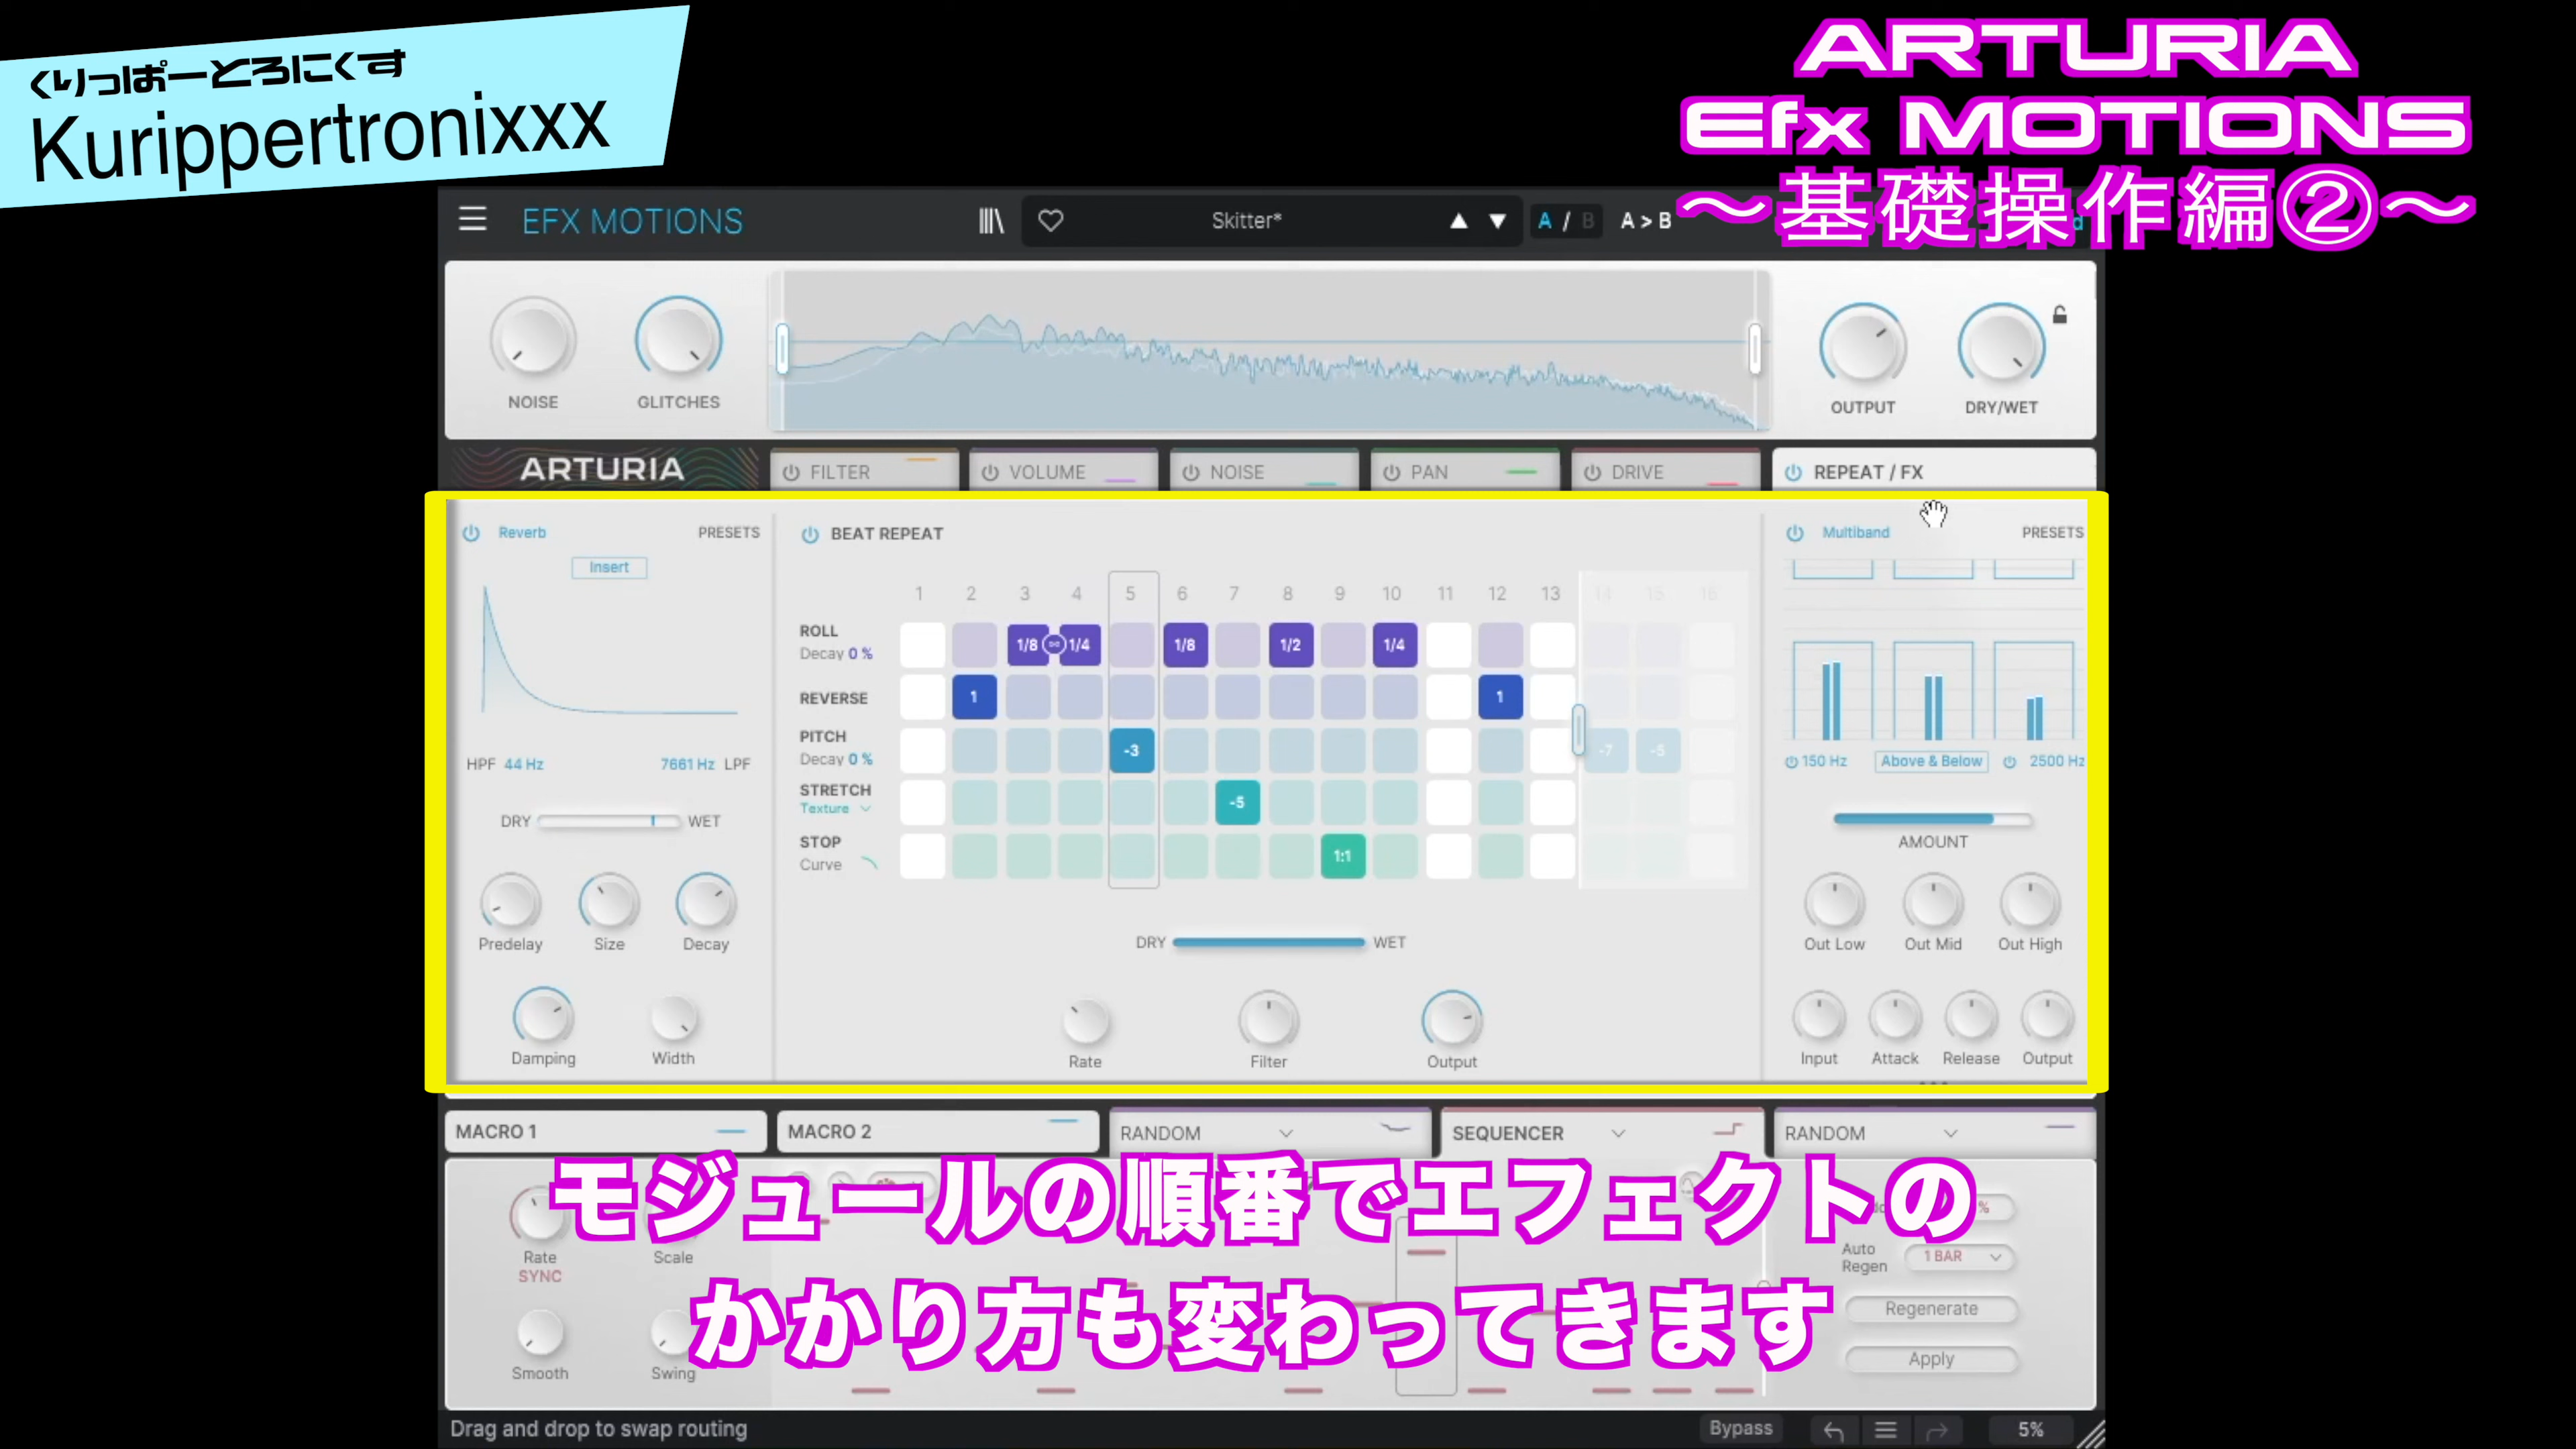 くりっぱーとろにくす
Kurippertronixxx
ARTURIA
Efx MOTIONS
～基礎操作編②～
EFX MOTIONS
Skitter*
A / B
A > B
NOISE
GLITCHES
OUTPUT
DRY/WET
ARTURIA
FILTER
VOLUME
NOISE
PAN
DRIVE
REPEAT / FX
Reverb
PRESETS
Insert
HPF 44 Hz
7661 Hz LPF
DRY
WET
Predelay
Size
Decay
Damping
Width
BEAT REPEAT
1 2 3 4 5 6 7 8 9 10 11 12 13 14 15 16
ROLL
Decay 0 %
1/8 1/4 1/8 1/2 1/4
REVERSE
1 1
PITCH
Decay 0 %
-3 -7 -5
STRETCH
Texture
-5
STOP
Curve
1:1
DRY
WET
Rate
Filter
Output
Multiband
PRESETS
150 Hz
Above & Below
2500 Hz
AMOUNT
Out Low
Out Mid
Out High
Input
Attack
Release
Output
MACRO 1
MACRO 2
RANDOM
SEQUENCER
RANDOM
モジュールの順番でエフェクトの
かかり方も変わってきます
Rate
SYNC
Scale
Smooth
Swing
%
Auto
Regen
1 BAR
Regenerate
Apply
Drag and drop to swap routing
Bypass
5%